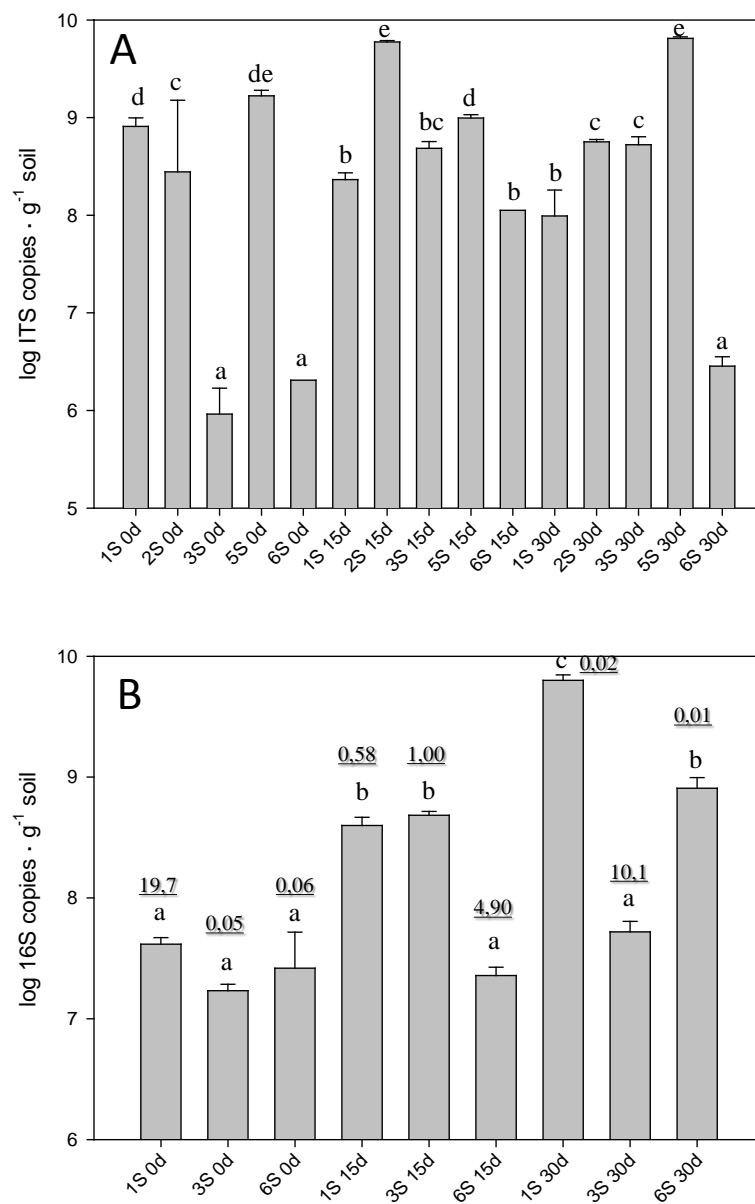 A
log ITS copies · g⁻¹ soil
10
9
8
7
6
5
d
c
a
de
a
b
e
bc
d
b
b
c
c
e
a
1S 0d
2S 0d
3S 0d
5S 0d
6S 0d
1S 15d
2S 15d
3S 15d
5S 15d
6S 15d
1S 30d
2S 30d
3S 30d
5S 30d
6S 30d
B
log 16S copies · g⁻¹ soil
10
9
8
7
6
19,7
a
0,05
a
0,06
a
0,58
b
1,00
b
4,90
a
c
0,02
10,1
a
0,01
b
1S 0d
3S 0d
6S 0d
1S 15d
3S 15d
6S 15d
1S 30d
3S 30d
6S 30d